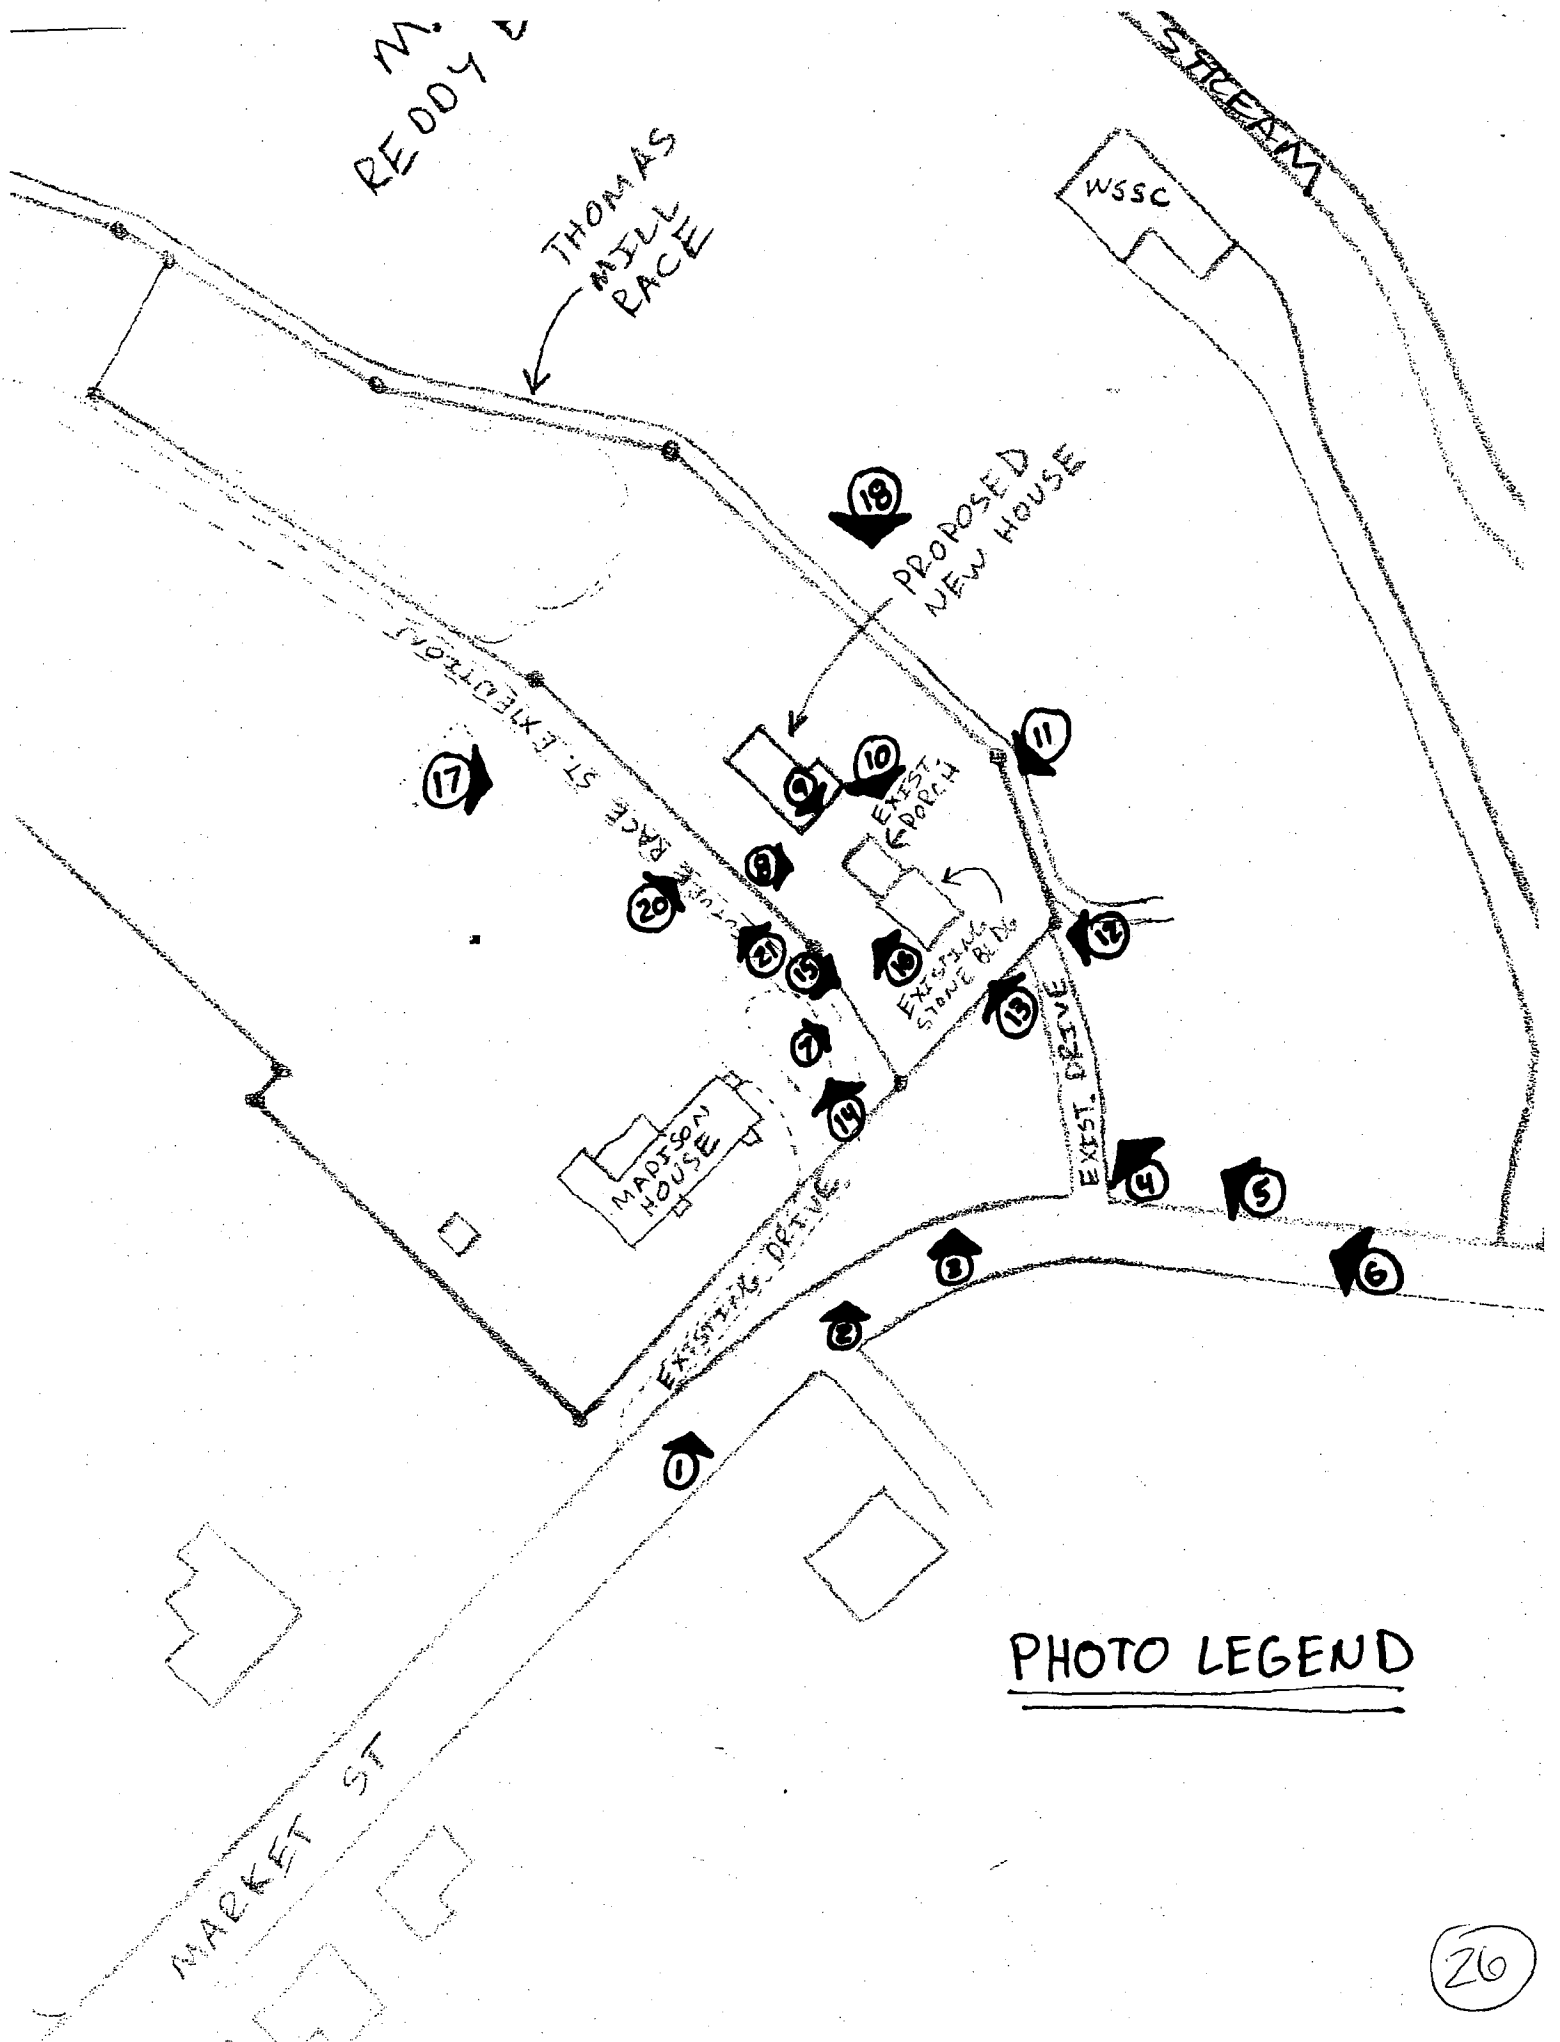 M.
REDDY
STREAM
THOMAS
MILL
RACE
WSSC
18
PROPOSED
NEW HOUSE
11
17
9
10
EXIST.
PORCH
8
FUTURE RACE ST. EXTEDTION
20
21
15
16
12
EXISTING
STONE BLDG
13
EXIST. DRIVE
7
14
MADISON
HOUSE
4
5
EXISTING DRIVE.
3
6
2
1
PHOTO LEGEND
MARKET ST
26